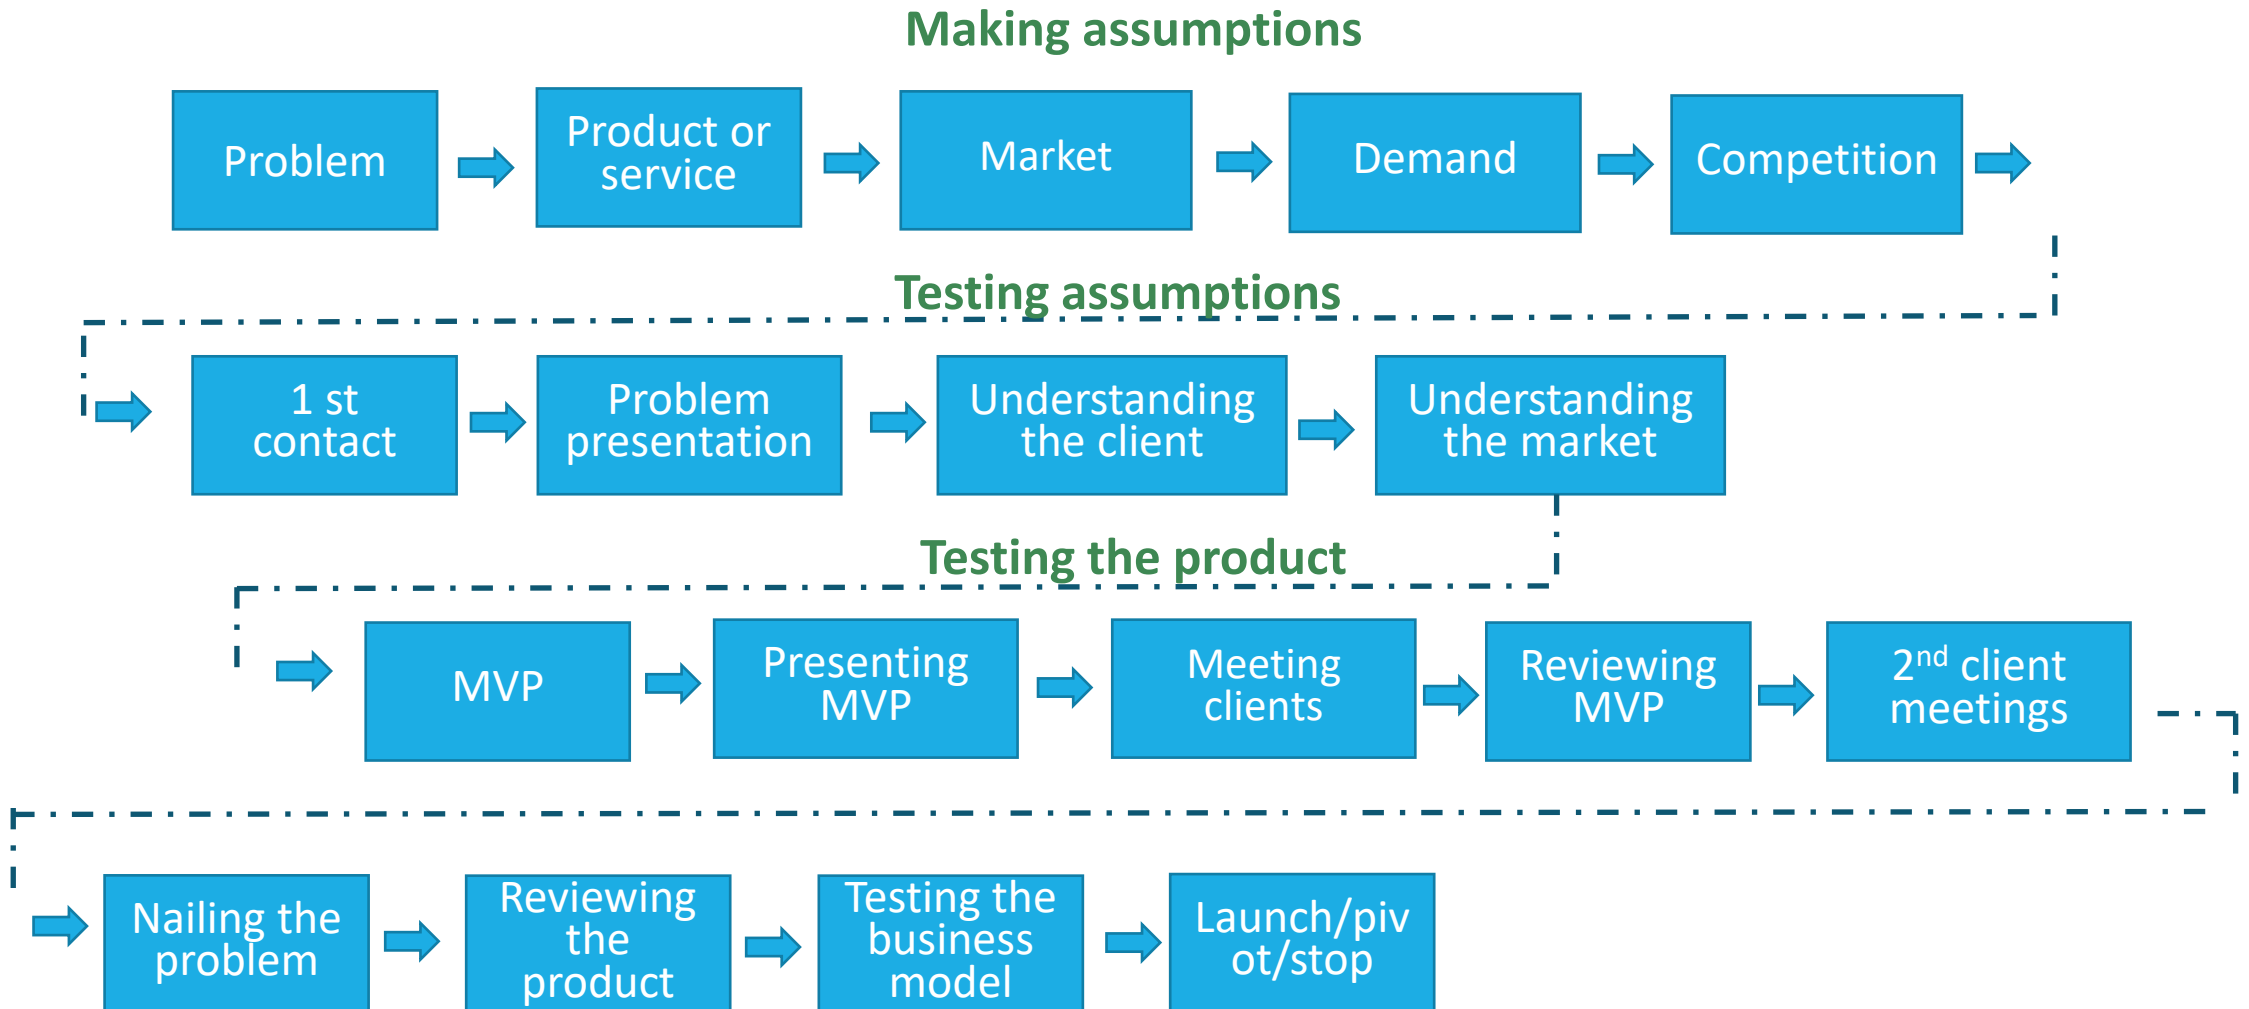 Making assumptions
Problem
Product or
service
Market
Demand
Competition
Testing assumptions
1 st
contact
Problem
presentation
Understanding
the client
Understanding
the market
Testing the product
MVP
Presenting
MVP
Meeting
clients
Reviewing
MVP
2nd client
meetings
Nailing the
problem
Reviewing
the
product
Testing the
business
model
Launch/piv
ot/stop